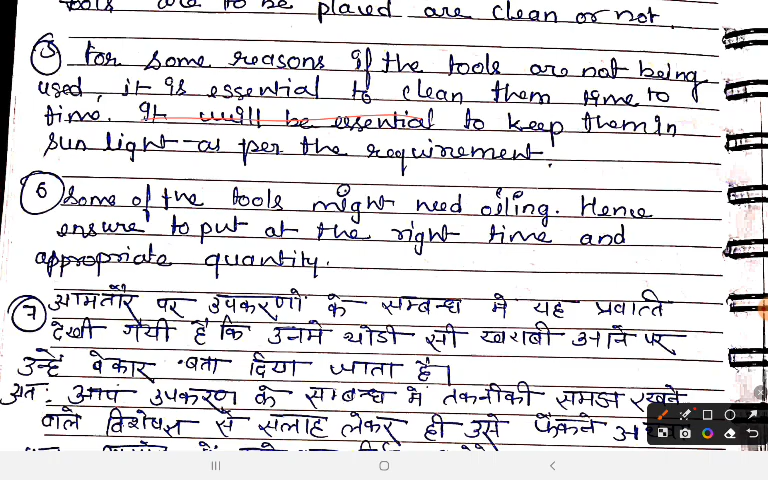 tools are to be placed are clean or not.
5 For some reasons if the tools are not being
used, it is essential to clean them time to
time. It will be essential to keep them in
sun light as per the requirement.
6 Some of the tools might need oiling. Hence
ensure to put at the right time and
appropriate quantity.
7 आमतौर पर उपकरणों के सम्बन्ध मे यह प्रवात्ति
देखी गयी है कि उनमे थोडी सी खराबी आने पर
उन्हें बेकार बता दिया जाता है।
अतः आप उपकरण के सम्बन्ध मे तकनीकी समझ रखने
वाले विशेषज्ञ से सलाह लेकर ही उसे फेंकने